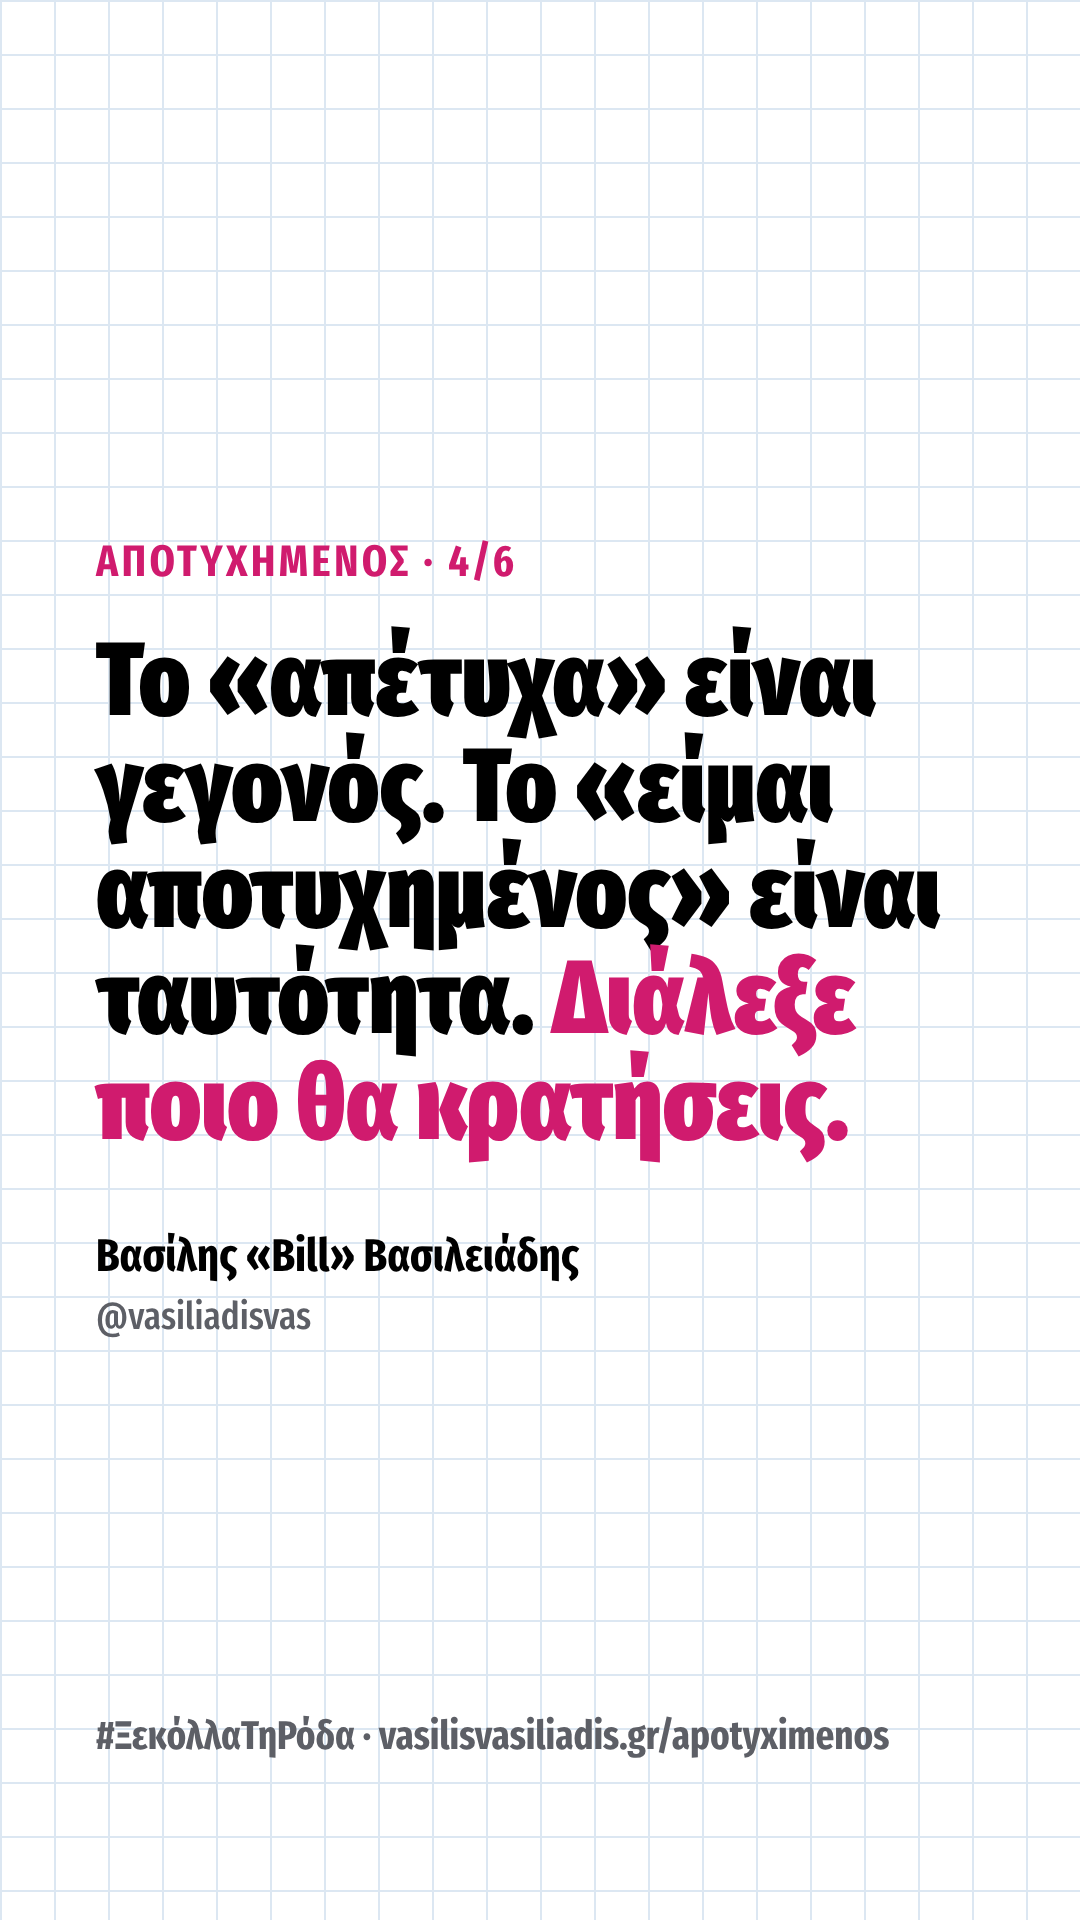 ΑΠΟΤΥΧΗΜΕΝΟΣ · 4/6
Το «απέτυχα» είναι
γεγονός. Το «είμαι
αποτυχημένος» είναι
ταυτότητα. Διάλεξε
ποιο θα κρατήσεις.
Βασίλης «Bill» Βασιλειάδης
@vasiliadisvas
#ΞεκόλλαΤηΡόδα · vasilisvasiliadis.gr/apotyximenos